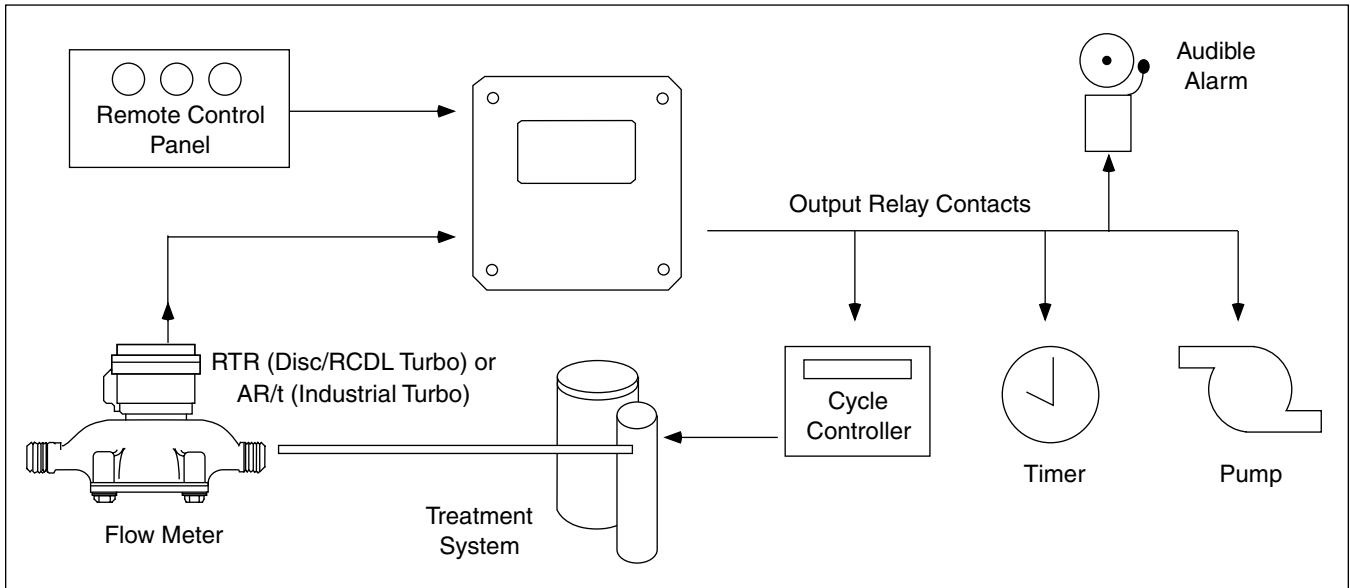 Remote Control
Panel
Audible
Alarm
Output Relay Contacts
RTR (Disc/RCDL Turbo) or
AR/t (Industrial Turbo)
Cycle
Controller
Timer
Pump
Treatment
System
Flow Meter